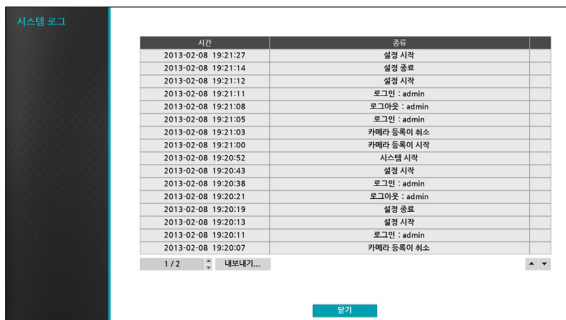 시스템 로그
시간 종류
2013-02-08 19:21:27 설정 시작
2013-02-08 19:21:14 설정 종료
2013-02-08 19:21:12 설정 시작
2013-02-08 19:21:11 로그인 : admin
2013-02-08 19:21:08 로그아웃 : admin
2013-02-08 19:21:05 로그인 : admin
2013-02-08 19:21:03 카메라 등록이 취소
2013-02-08 19:21:00 카메라 등록이 시작
2013-02-08 19:20:52 시스템 시작
2013-02-08 19:20:43 설정 시작
2013-02-08 19:20:38 로그인 : admin
2013-02-08 19:20:21 로그아웃 : admin
2013-02-08 19:20:19 설정 종료
2013-02-08 19:20:13 설정 시작
2013-02-08 19:20:11 로그인 : admin
2013-02-08 19:20:07 카메라 등록이 취소
1 / 2 내보내기...
닫기